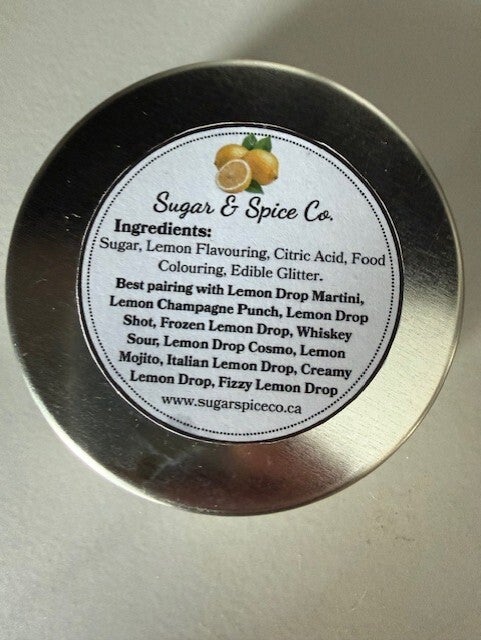 Sugar & Spice Co.
Ingredients:
Sugar, Lemon Flavouring, Citric Acid, Food
Colouring, Edible Glitter.
Best pairing with Lemon Drop Martini,
Lemon Champagne Punch, Lemon Drop
Shot, Frozen Lemon Drop, Whiskey
Sour, Lemon Drop Cosmo, Lemon
Mojito, Italian Lemon Drop, Creamy
Lemon Drop, Fizzy Lemon Drop
www.sugarspiceco.ca